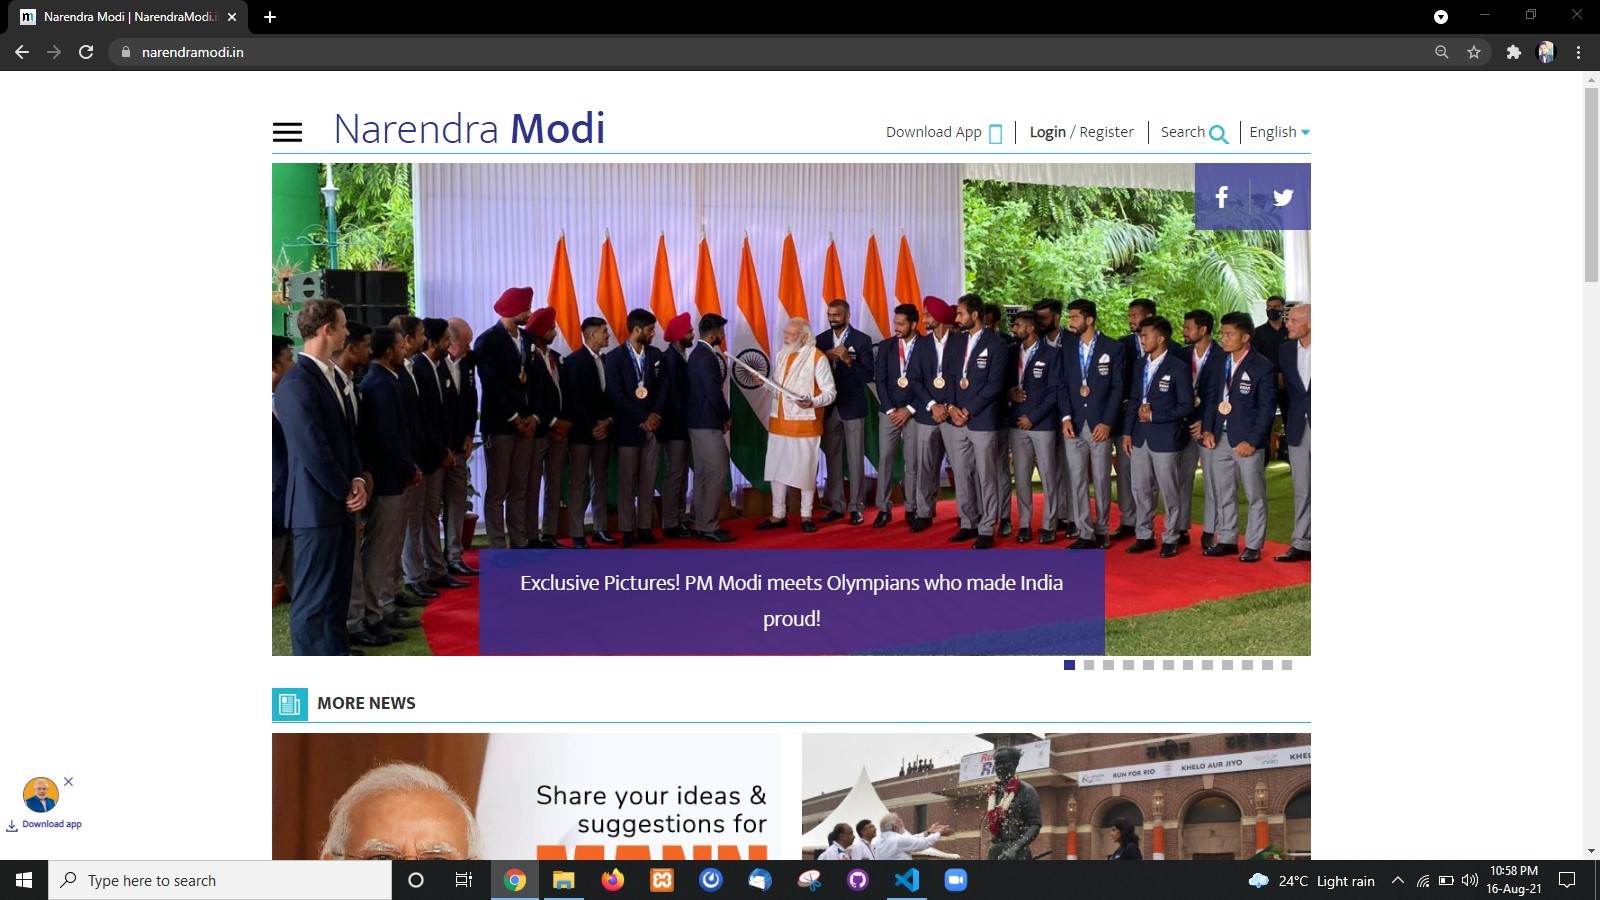 Narendra Modi | NarendraModi.i
narendramodi.in
Narendra Modi
Download App
Login / Register
Search
English
Exclusive Pictures! PM Modi meets Olympians who made India
proud!
MORE NEWS
Share your ideas &
suggestions for
MANN
RUN FOR RIO
KHELO AUR JIYO
Download app
Type here to search
24°C Light rain
10:58 PM
16-Aug-21